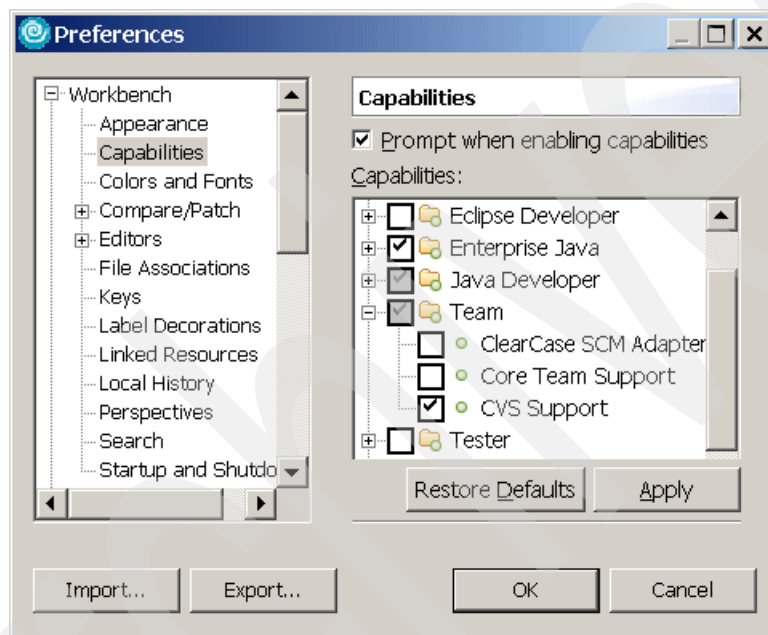 Preferences
Workbench
Appearance
Capabilities
Colors and Fonts
Compare/Patch
Editors
File Associations
Keys
Label Decorations
Linked Resources
Local History
Perspectives
Search
Startup and Shutdo
Capabilities
Prompt when enabling capabilities
Capabilities:
Eclipse Developer
Enterprise Java
Java Developer
Team
ClearCase SCM Adapter
Core Team Support
CVS Support
Tester
Restore Defaults
Apply
Import...
Export...
OK
Cancel